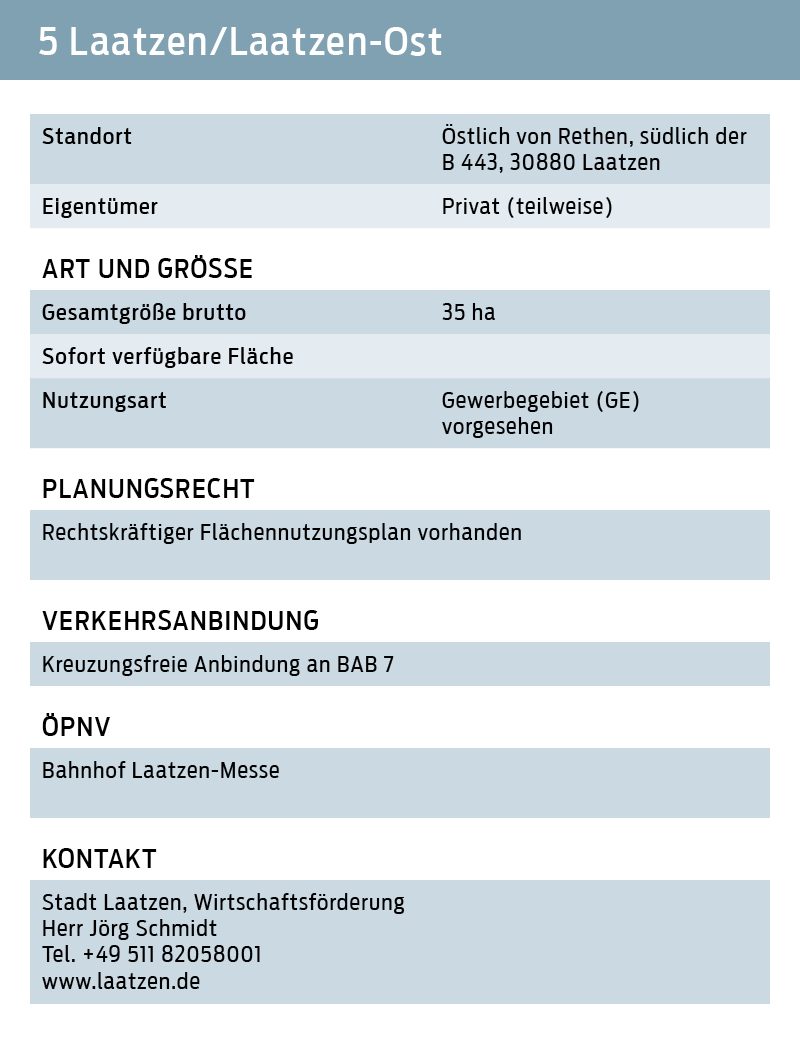 5 Laatzen/Laatzen-Ost
Standort
Östlich von Rethen, südlich der
B 443, 30880 Laatzen
Eigentümer
Privat (teilweise)
ART UND GRÖSSE
Gesamtgröße brutto
35 ha
Sofort verfügbare Fläche
Nutzungsart
Gewerbegebiet (GE)
vorgesehen
PLANUNGSRECHT
Rechtskräftiger Flächennutzungsplan vorhanden
VERKEHRSANBINDUNG
Kreuzungsfreie Anbindung an BAB 7
ÖPNV
Bahnhof Laatzen-Messe
KONTAKT
Stadt Laatzen, Wirtschaftsförderung
Herr Jörg Schmidt
Tel. +49 511 82058001
www.laatzen.de